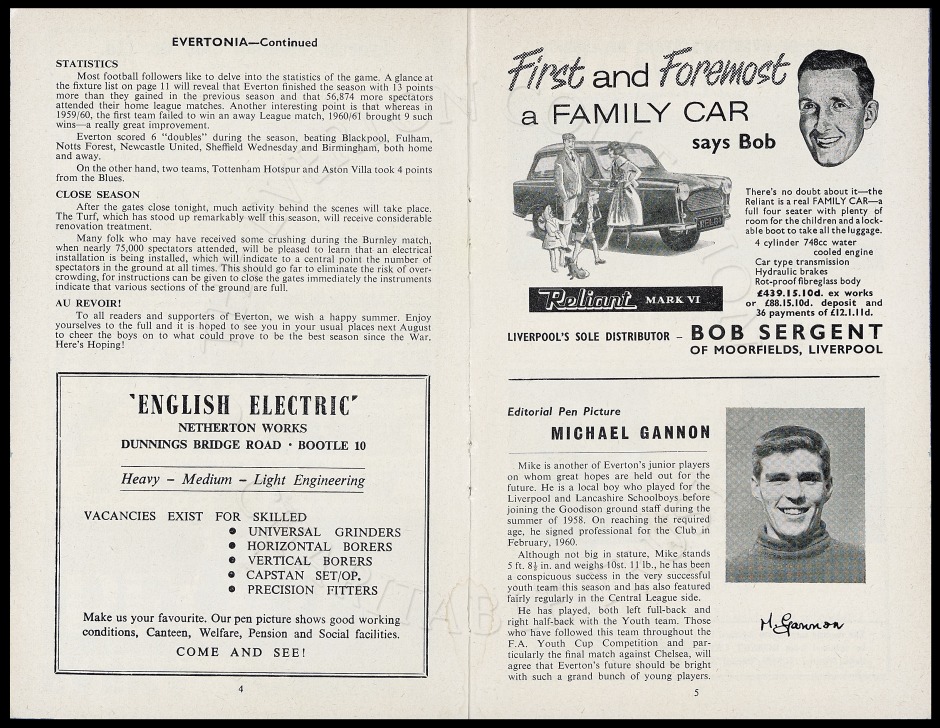 EVERTONIA—Continued
STATISTICS
Most football followers like to delve into the statistics of the game. A glance at
the fixture list on page 11 will reveal that Everton finished the season with 13 points
more than they gained in the previous season and that 56,874 more spectators
attended their home league matches. Another interesting point is that whereas in
1959/60, the first team failed to win an away League match, 1960/61 brought 9 such
wins—a really great improvement.
Everton scored 6 "doubles" during the season, beating Blackpool, Fulham,
Notts Forest, Newcastle United, Sheffield Wednesday and Birmingham, both home
and away.
On the other hand, two teams, Tottenham Hotspur and Aston Villa took 4 points
from the Blues.
CLOSE SEASON
After the gates close tonight, much activity behind the scenes will take place.
The Turf, which has stood up remarkably well this season, will receive considerable
renovation treatment.
Many folk who may have received some crushing during the Burnley match,
when nearly 75,000 spectators attended, will be pleased to learn that an electrical
installation is being installed, which will indicate to a central point the number of
spectators in the ground at all times. This should go far to eliminate the risk of over-
crowding, for instructions can be given to close the gates immediately the instruments
indicate that various sections of the ground are full.
AU REVOIR!
To all readers and supporters of Everton, we wish a happy summer. Enjoy
yourselves to the full and it is hoped to see you in your usual places next August
to cheer the boys on to what could prove to be the best season since the War.
Here's Hoping!
'ENGLISH ELECTRIC'
NETHERTON WORKS
DUNNINGS BRIDGE ROAD · BOOTLE 10
Heavy – Medium – Light Engineering
VACANCIES EXIST FOR SKILLED
● UNIVERSAL GRINDERS
● HORIZONTAL BORERS
● VERTICAL BORERS
● CAPSTAN SET/OP.
● PRECISION FITTERS
Make us your favourite. Our pen picture shows good working
conditions, Canteen, Welfare, Pension and Social facilities.
COME AND SEE!
4
First and Foremost
a FAMILY CAR
says Bob
There's no doubt about it—the
Reliant is a real FAMILY CAR—a
full four seater with plenty of
room for the children and a lock-
able boot to take all the luggage.
4 cylinder 748cc water
cooled engine
Car type transmission
Hydraulic brakes
Rot-proof fibreglass body
£439.15.10d. ex works
or £88.15.10d. deposit and
36 payments of £12.1.11d.
Reliant MARK VI
LIVERPOOL'S SOLE DISTRIBUTOR – BOB SERGENT
OF MOORFIELDS, LIVERPOOL
Editorial Pen Picture
MICHAEL GANNON
Mike is another of Everton's junior players
on whom great hopes are held out for the
future. He is a local boy who played for the
Liverpool and Lancashire Schoolboys before
joining the Goodison ground staff during the
summer of 1958. On reaching the required
age, he signed professional for the Club in
February, 1960.
Although not big in stature, Mike stands
5 ft. 8½ in. and weighs 10st. 11 lb., he has been
a conspicuous success in the very successful
youth team this season and has also featured
fairly regularly in the Central League side.
He has played, both left full-back and
right half-back with the Youth team. Those
who have followed this team throughout the
F.A. Youth Cup Competition and par-
ticularly the final match against Chelsea, will
agree that Everton's future should be bright
with such a grand bunch of young players.
M. Gannon
5